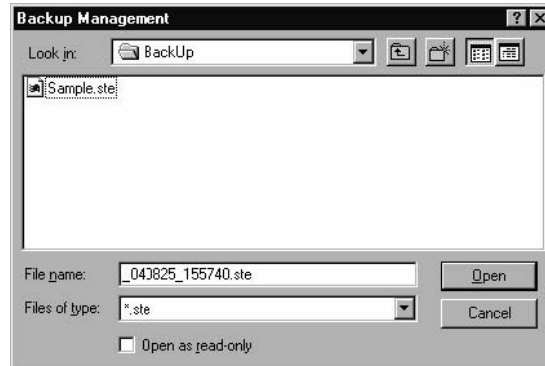 Backup Management
Look in: BackUp
Sample.ste
File name: _040825_155740.ste Open
Files of type: *.ste Cancel
Open as read-only